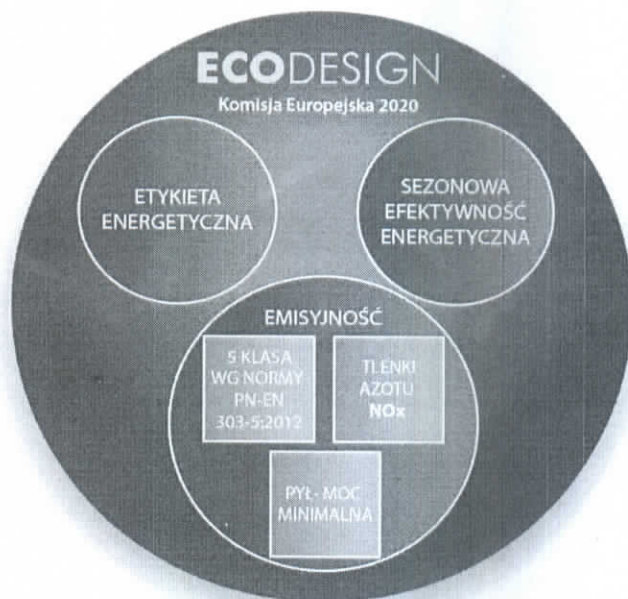 ECODESIGN
Komisja Europejska 2020
ETYKIETA
ENERGETYCZNA
SEZONOWA
EFEKTYWNOŚĆ
ENERGETYCZNA
EMISYJNOŚĆ
5 KLASA
WG NORMY
PN-EN
303-5:2012
TLENKI
AZOTU
NOx
PYŁ - MOC
MINIMALNA